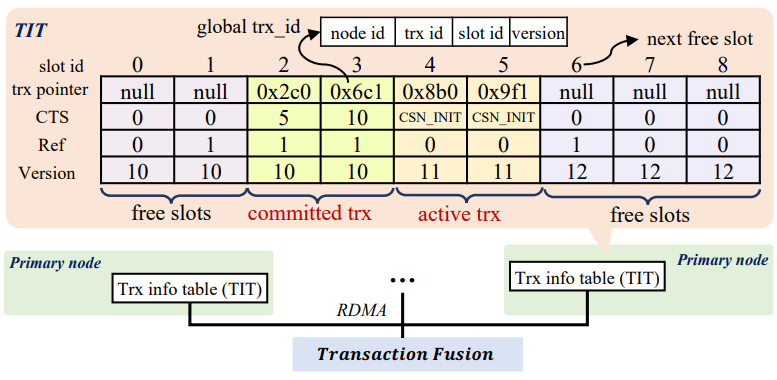 TIT
global trx_id
node id trx id slot id version
next free slot
slot id 0 1 2 3 4 5 6 7 8
trx pointer null null 0x2c0 0x6c1 0x8b0 0x9f1 null null null
CTS 0 0 5 10 CSN_INIT CSN_INIT 0 0 0
Ref 0 1 1 1 0 0 1 0 0
Version 10 10 10 10 11 11 12 12 12
free slots committed trx active trx free slots
Primary node
Trx info table (TIT)
...
Primary node
Trx info table (TIT)
RDMA
Transaction Fusion